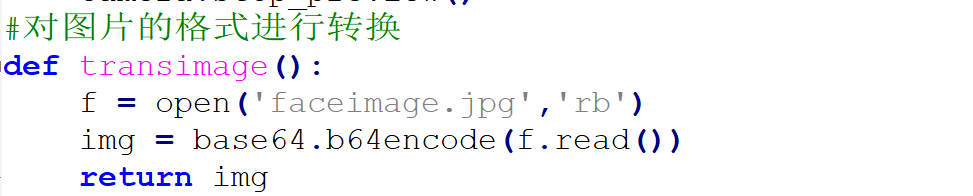 #对图片的格式进行转换
def transimage():
    f = open('faceimage.jpg','rb')
    img = base64.b64encode(f.read())
    return img